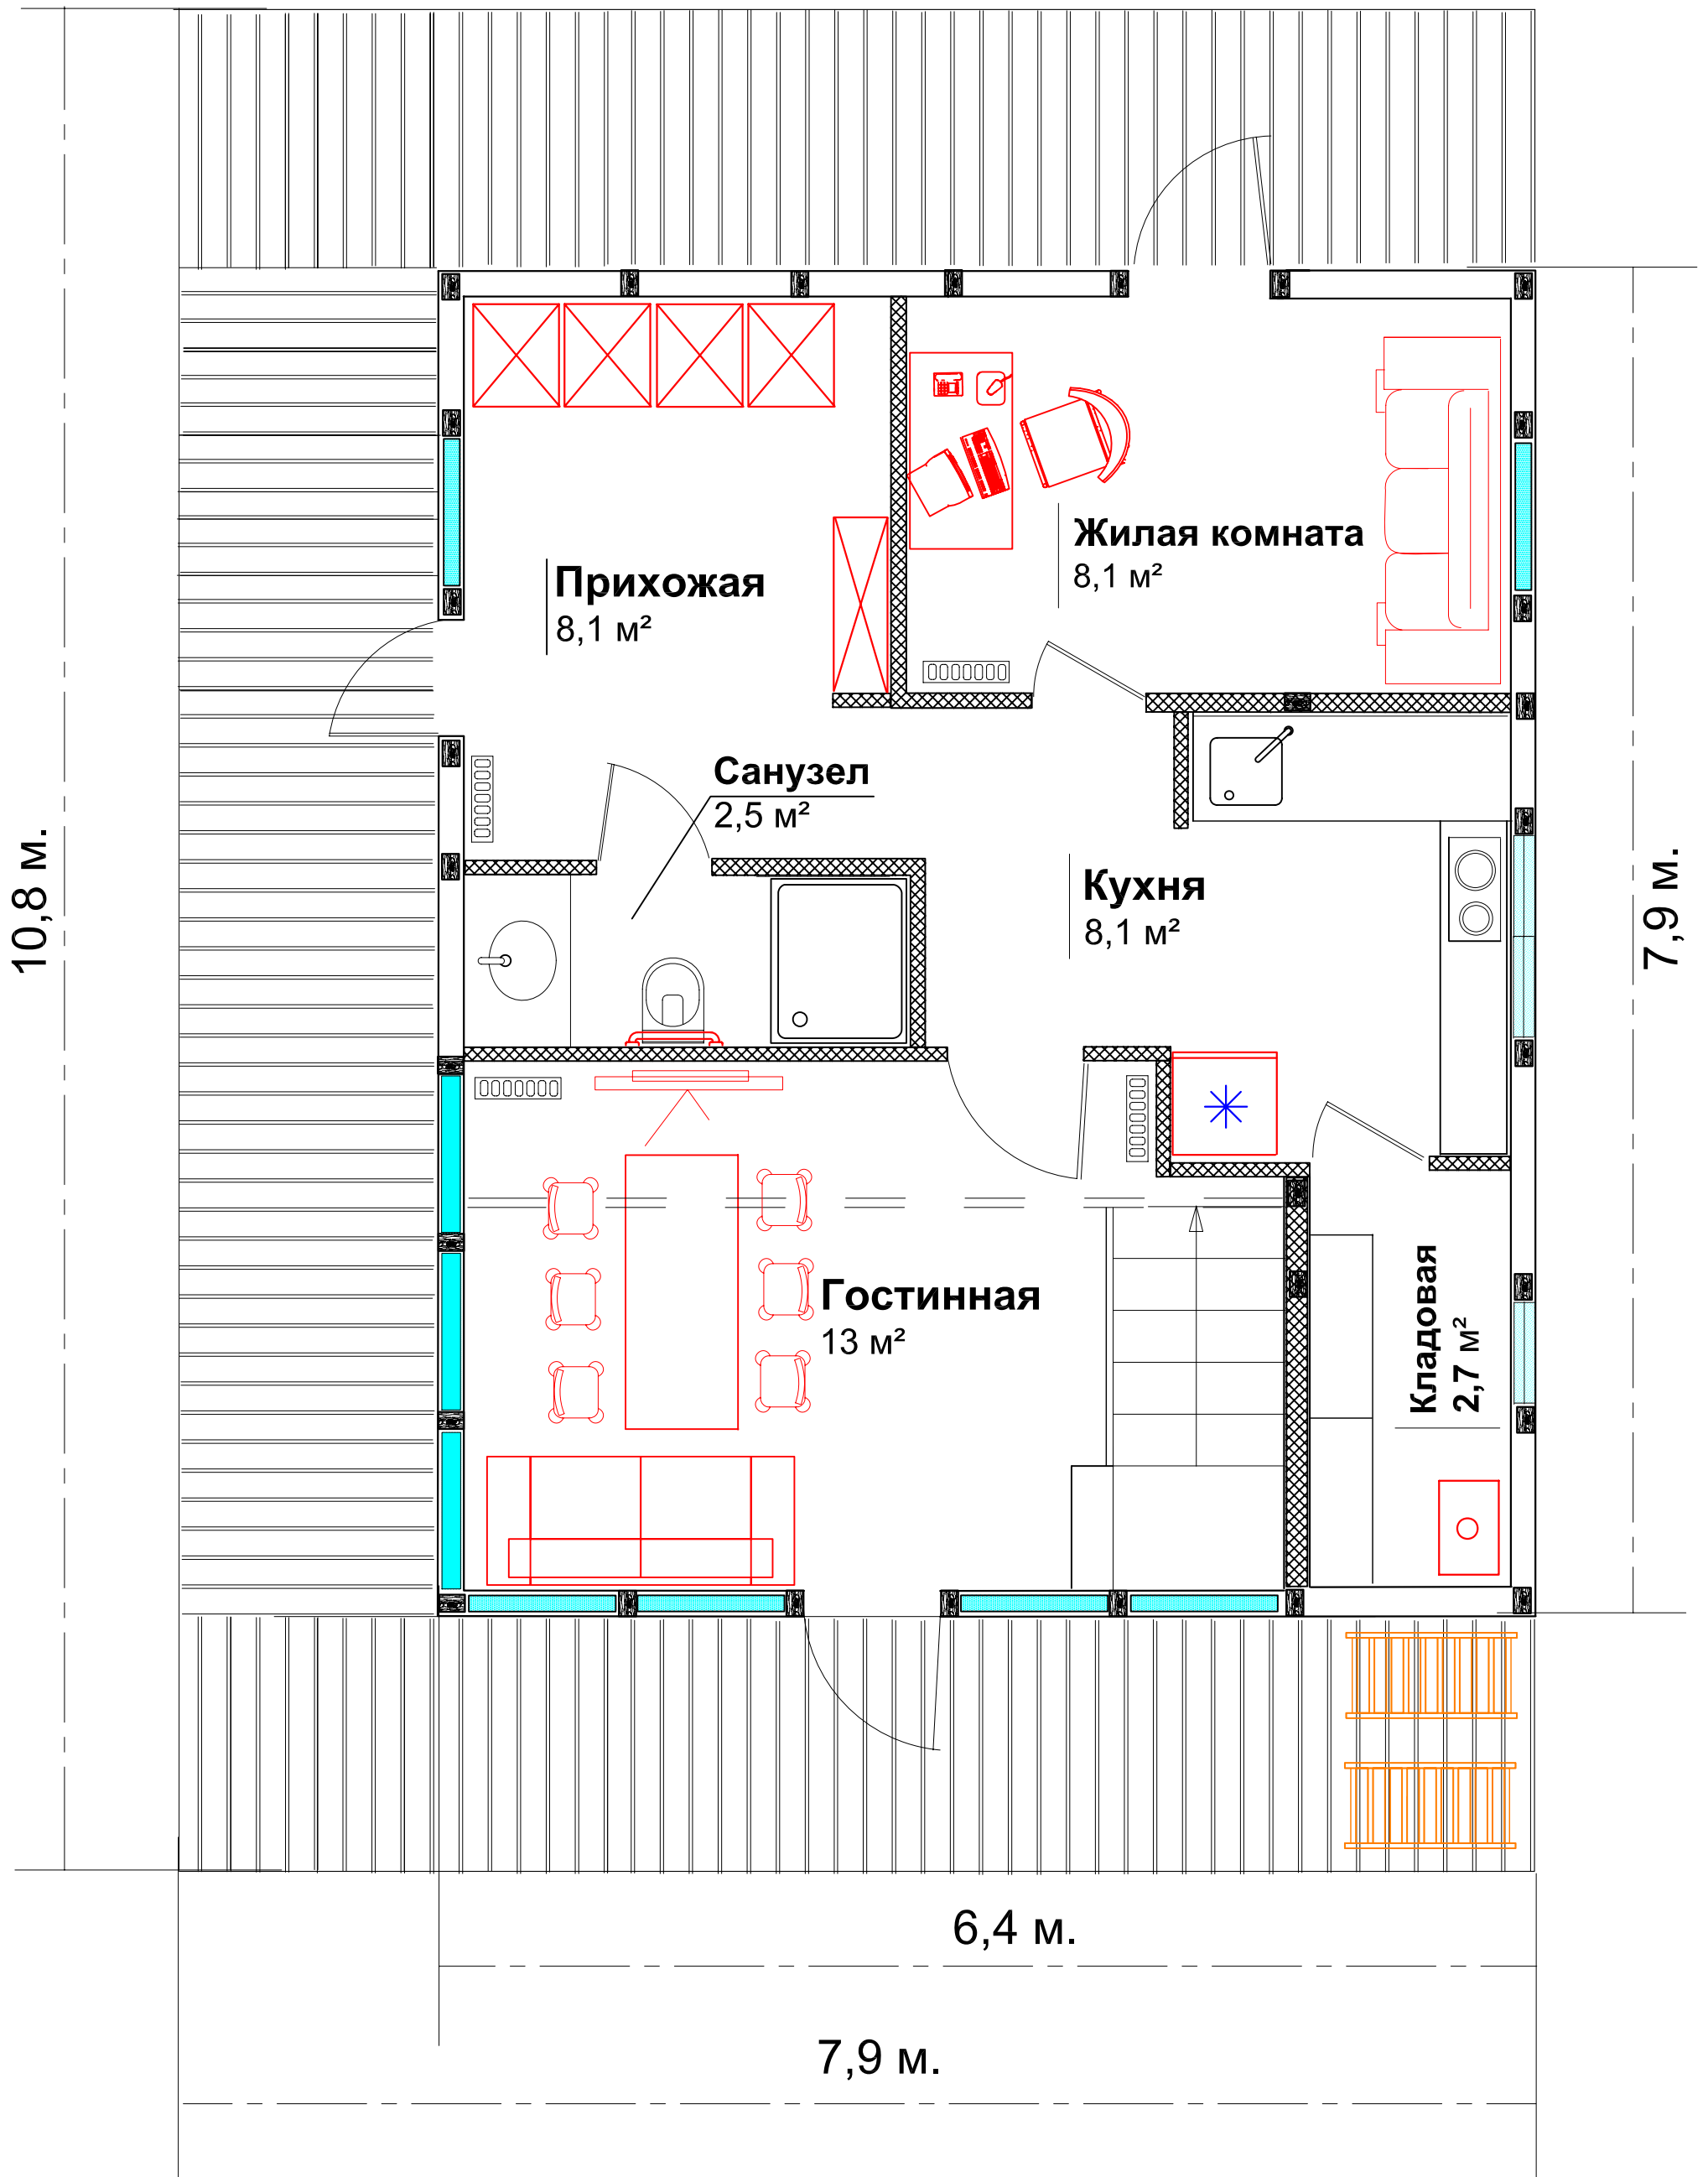 Жилая комната
8,1 м²
Прихожая
8,1 м²
Санузел
2,5 м²
Кухня
8,1 м²
10,8 м.
7,9 м.
Гостинная
13 м²
Кладовая
2,7 м²
6,4 м.
7,9 м.